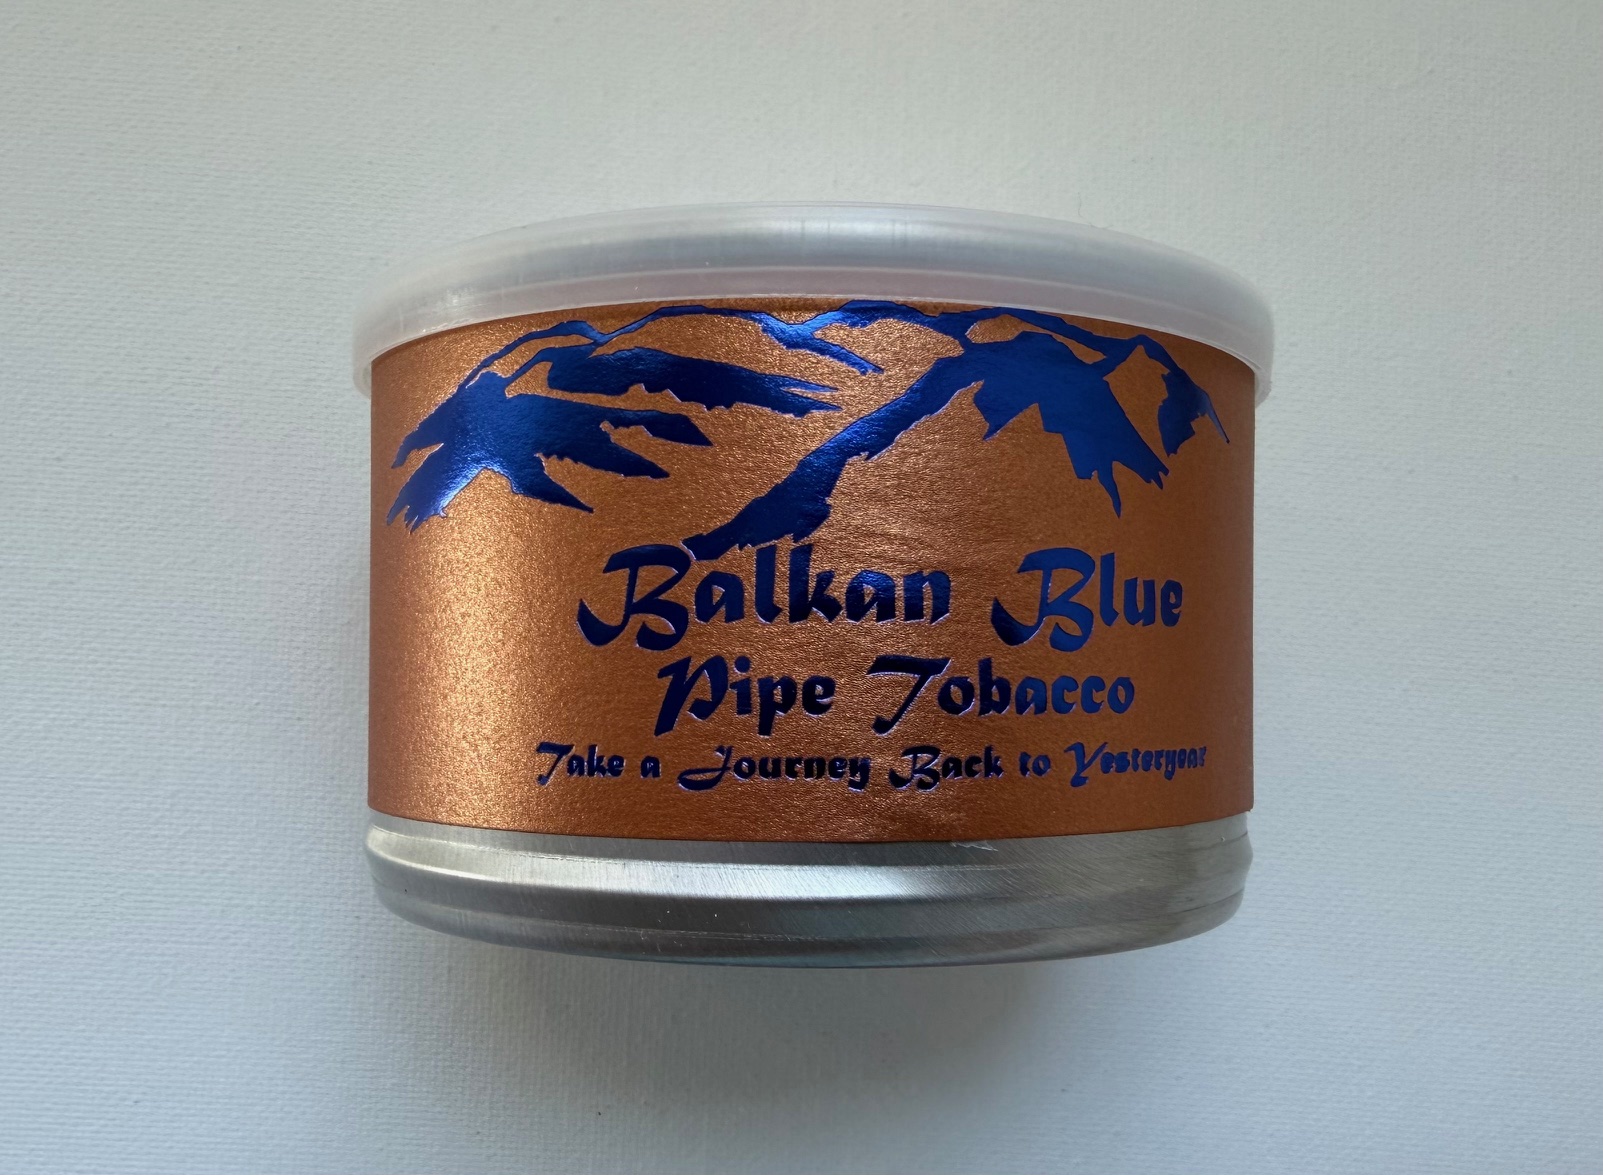 Balkan Blue
Pipe Tobacco
Take a Journey Back to Yesteryear